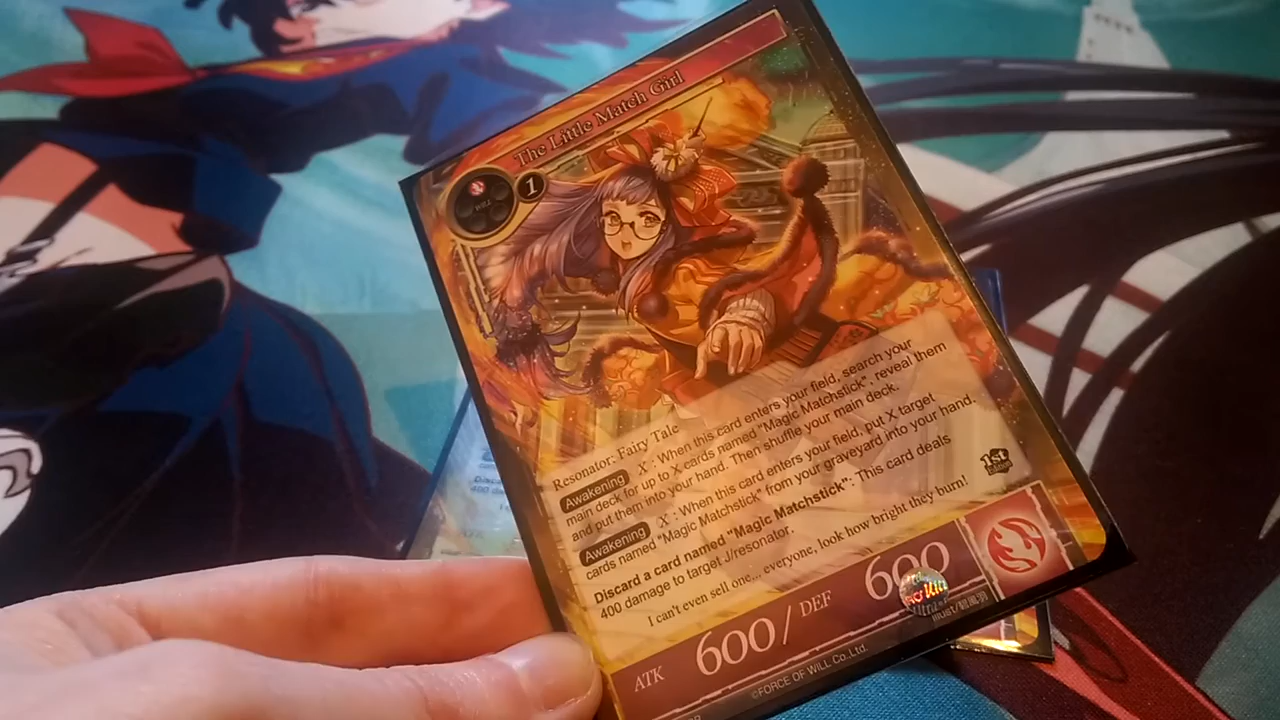 The Little Match Girl
WILL
1
Resonator: Fairy Tale
Awakening X : When this card enters your field, search your
main deck for up to X cards named "Magic Matchstick", reveal them
and put them into your hand. Then shuffle your main deck.
Awakening X : When this card enters your field, put X target
cards named "Magic Matchstick" from your graveyard into your hand.
Discard a card named "Magic Matchstick": This card deals
400 damage to target J/resonator.
I can't even sell one... everyone, look how bright they burn!
1st
Edition
ATK 600 / DEF 600
©FORCE OF WILL Co.,Ltd.